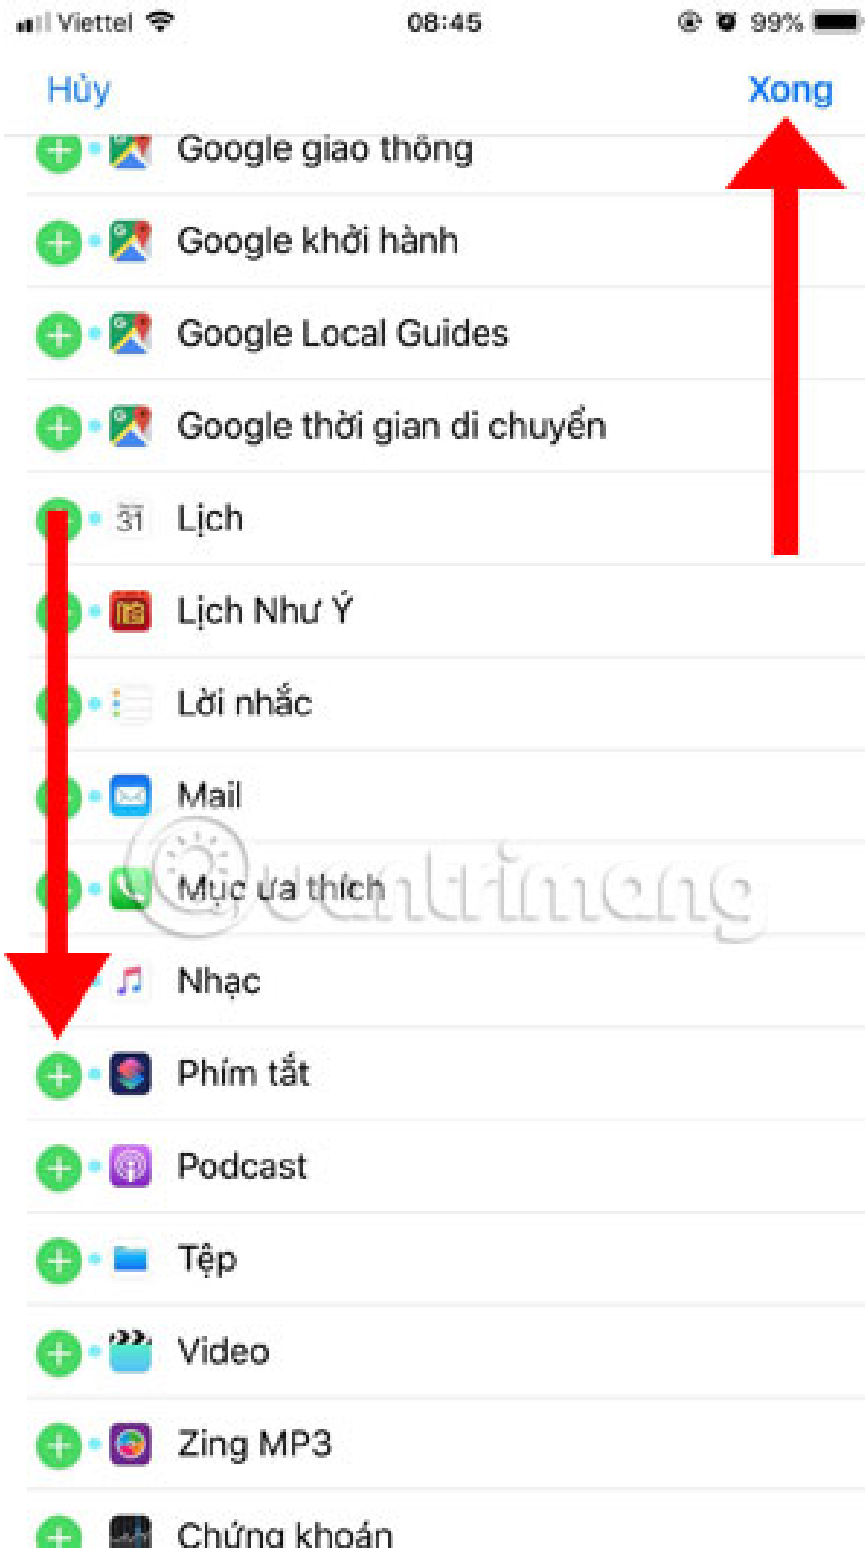 Viettel 08:45 99%
Hủy Xong
Google giao thông
Google khởi hành
Google Local Guides
Google thời gian di chuyển
31 Lịch
Lịch Như Ý
Lời nhắc
Mail
Mục ưa thích
Quantrimang
Nhạc
Phím tắt
Podcast
Tệp
Video
Zing MP3
Chứng khoán